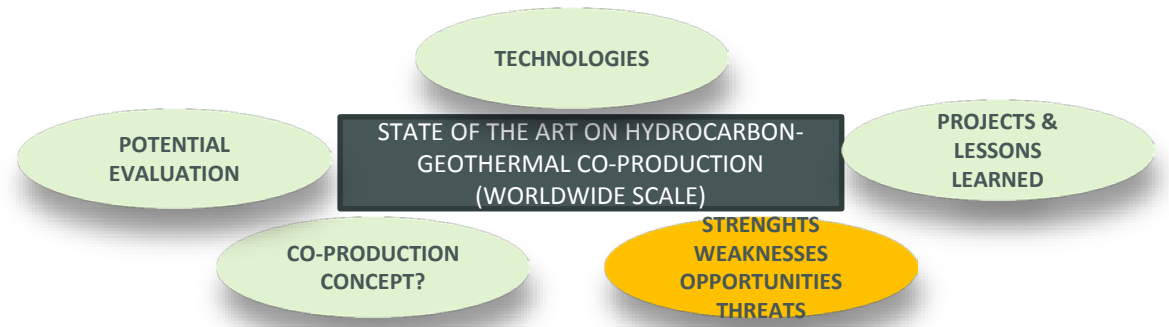 TECHNOLOGIES
STATE OF THE ART ON HYDROCARBON-
GEOTHERMAL CO-PRODUCTION
(WORLDWIDE SCALE)
POTENTIAL
EVALUATION
PROJECTS &
LESSONS
LEARNED
CO-PRODUCTION
CONCEPT?
STRENGHTS
WEAKNESSES
OPPORTUNITIES
THREATS